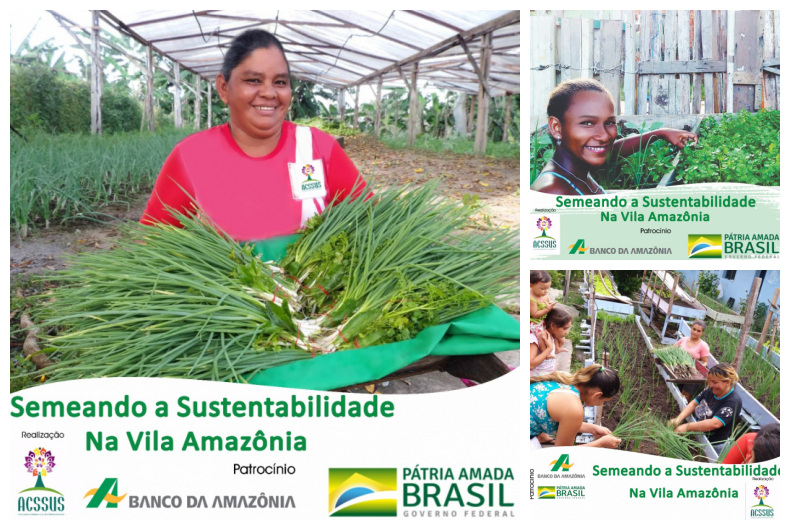 ACSSUS
Semeando a Sustentabilidade
Na Vila Amazônia
Realização
ACSSUS
Patrocínio
BANCO DA AMAZÔNIA
PÁTRIA AMADA
BRASIL
GOVERNO FEDERAL
Semeando a Sustentabilidade
Na Vila Amazônia
Realização
ACSSUS
Patrocínio
BANCO DA AMAZÔNIA
PÁTRIA AMADA
BRASIL
GOVERNO FEDERAL
Patrocínio
BANCO DA AMAZÔNIA
PÁTRIA AMADA
BRASIL
Semeando a Sustentabilidade
Na Vila Amazônia
Realização
ACSSUS